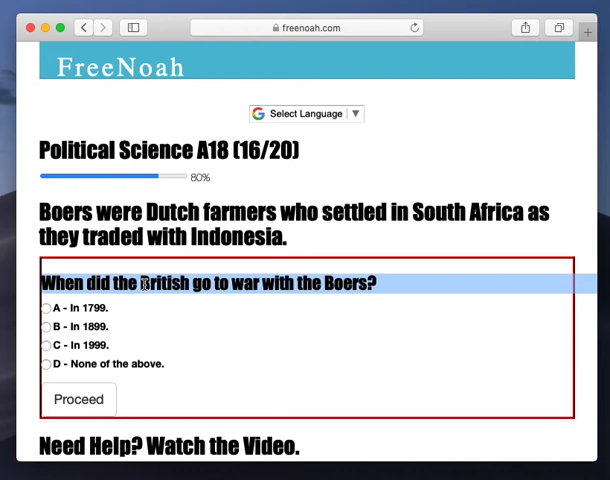 freenoah.com
FreeNoah
Select Language
Political Science A18 (16/20)
80%
Boers were Dutch farmers who settled in South Africa as
they traded with Indonesia.
When did the British go to war with the Boers?
A - In 1799.
B - In 1899.
C - In 1999.
D - None of the above.
Proceed
Need Help? Watch the Video.